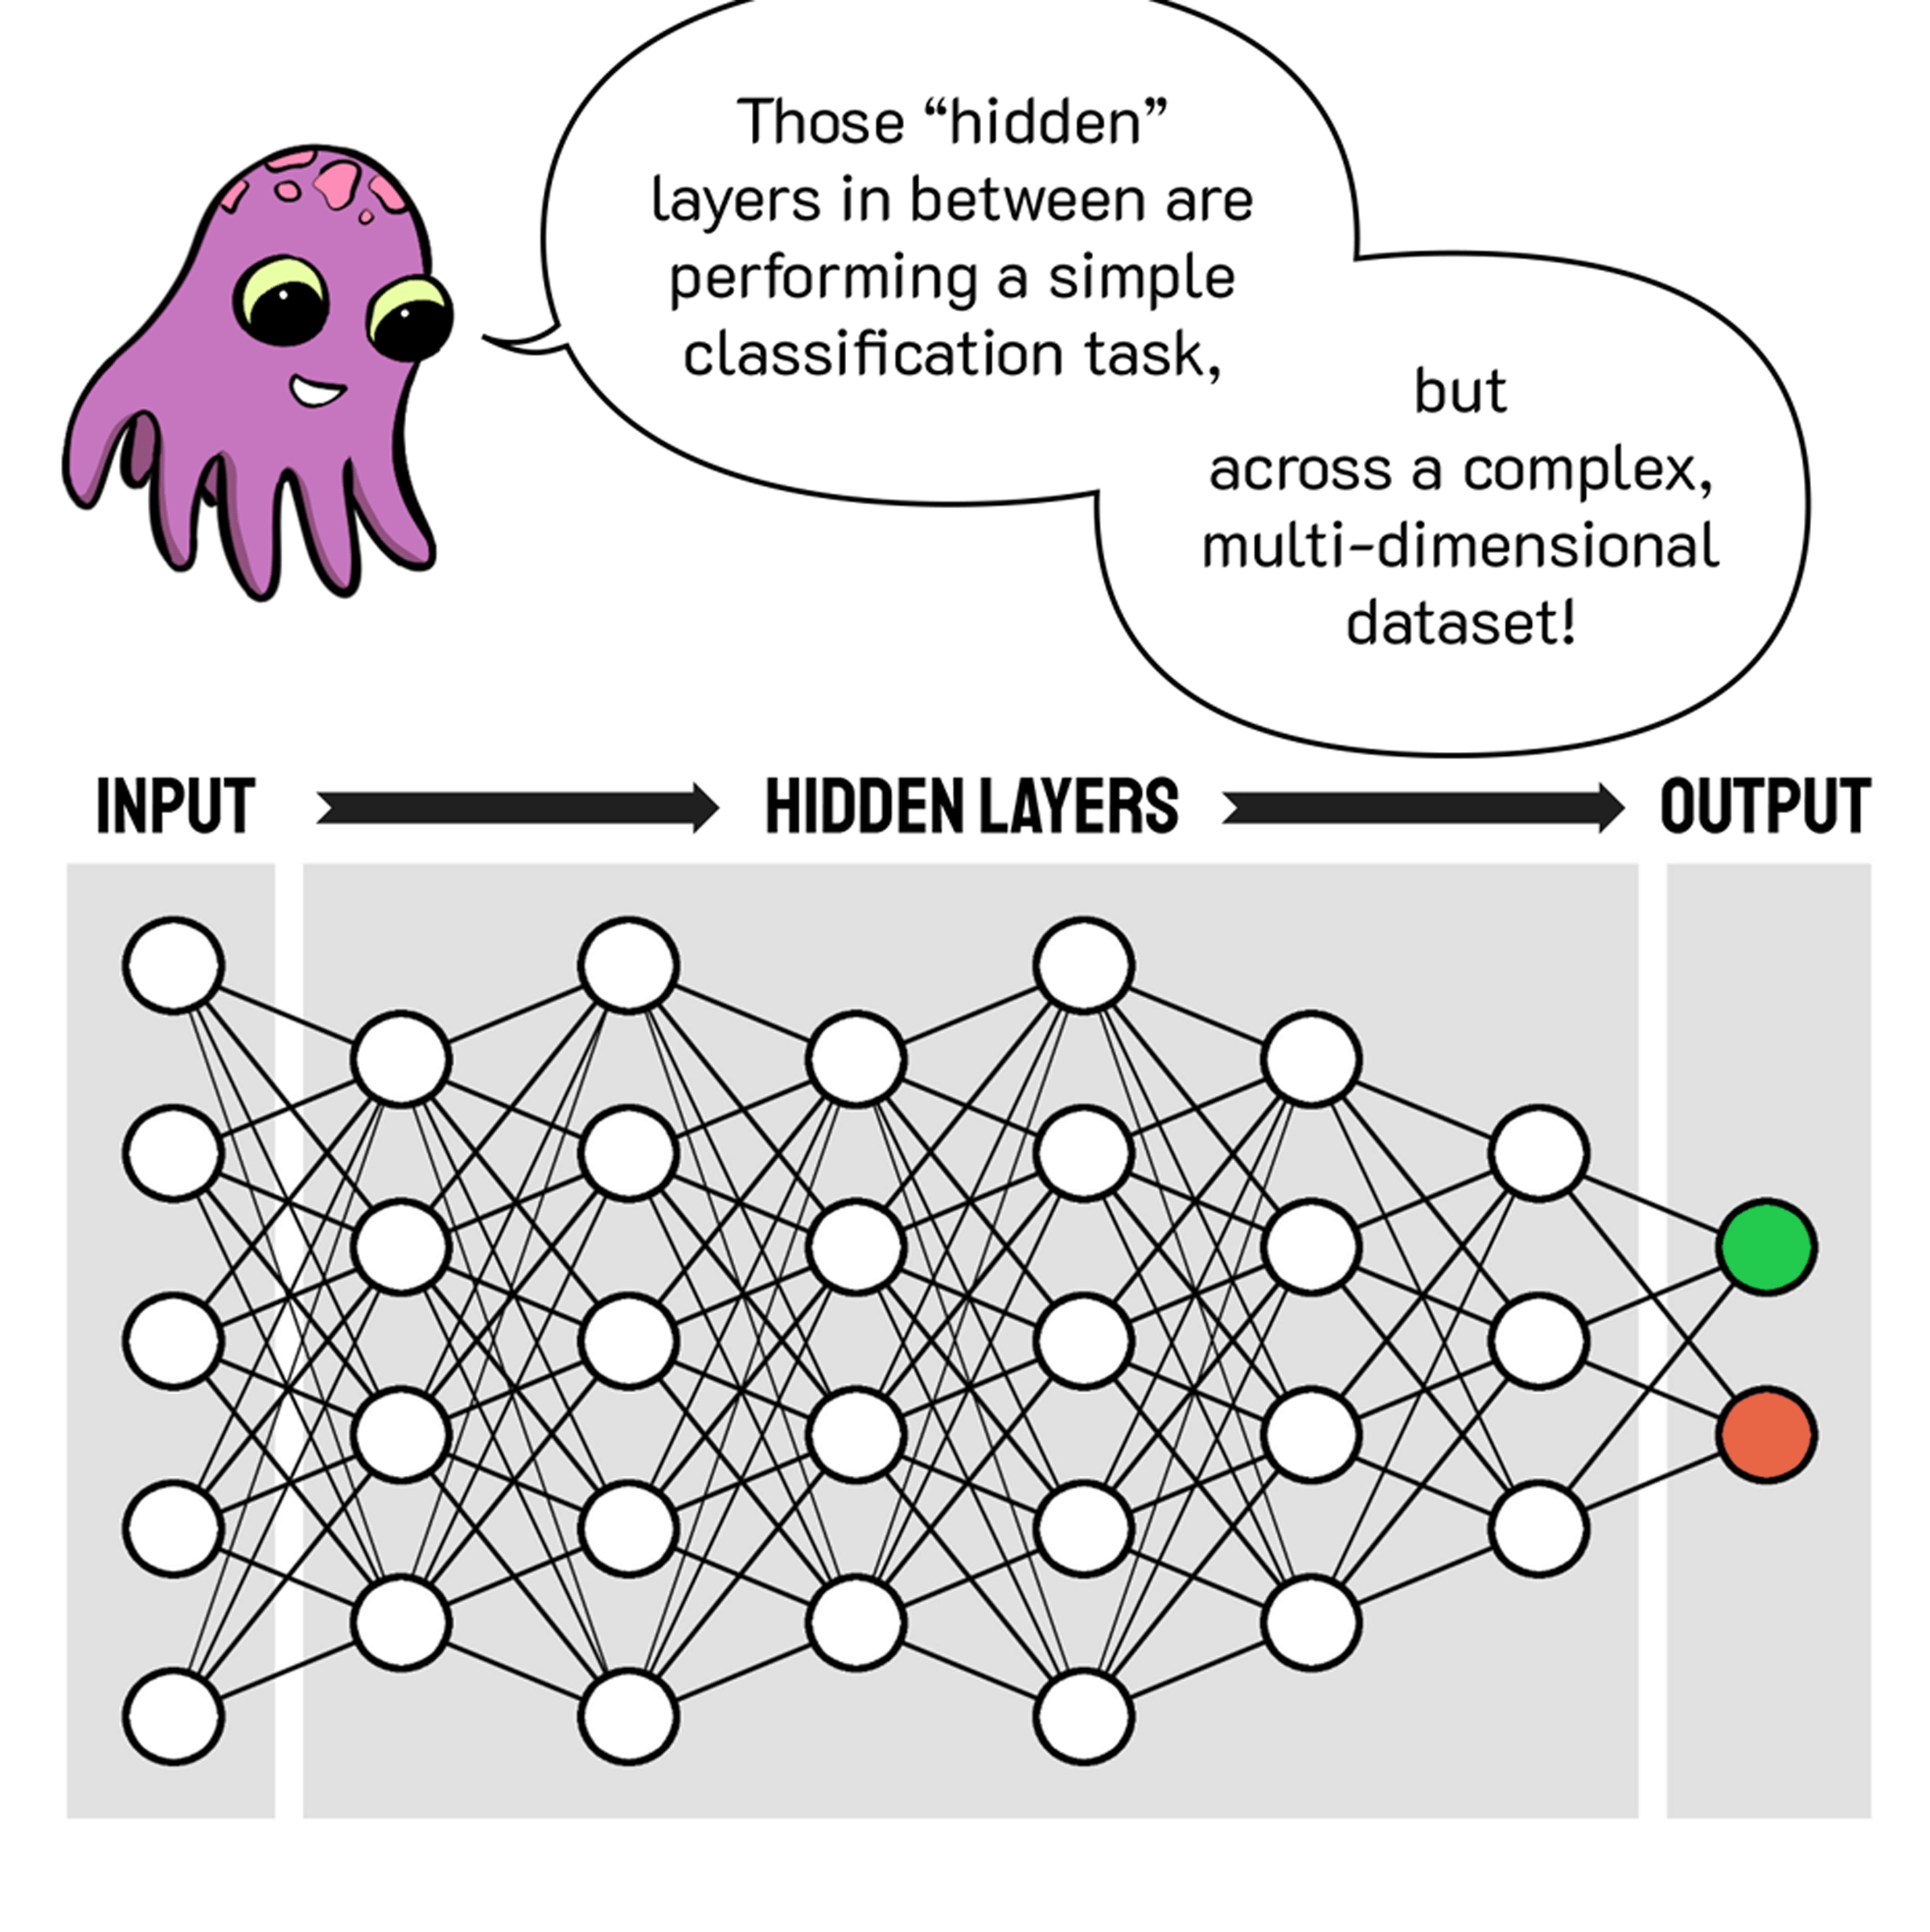 Those “hidden”
layers in between are
performing a simple
classification task,
but
across a complex,
multi-dimensional
dataset!
INPUT
HIDDEN LAYERS
OUTPUT